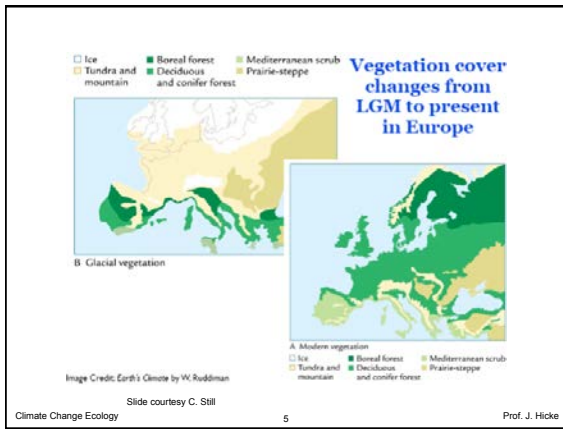 Ice
Boreal forest
Mediterranean scrub
Tundra and
mountain
Deciduous
and conifer forest
Prairie-steppe
Vegetation cover
changes from
LGM to present
in Europe
B Glacial vegetation
A Modern vegetation
Ice
Boreal forest
Mediterranean scrub
Tundra and
mountain
Deciduous
and conifer forest
Prairie-steppe
Image Credit: Earth's Climate by W. Ruddiman
Slide courtesy C. Still
Climate Change Ecology
5
Prof. J. Hicke